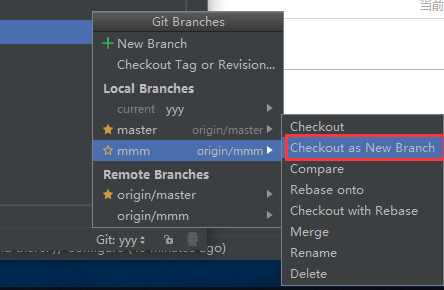 当前
Git Branches
New Branch
Checkout Tag or Revision...
Local Branches
current yyy
master origin/master
mmm origin/mmm
Remote Branches
origin/master
origin/mmm
Checkout
Checkout as New Branch
Compare
Rebase onto
Checkout with Rebase
Merge
Rename
Delete
Git: yyy
there! // Configure (
minutes ago)